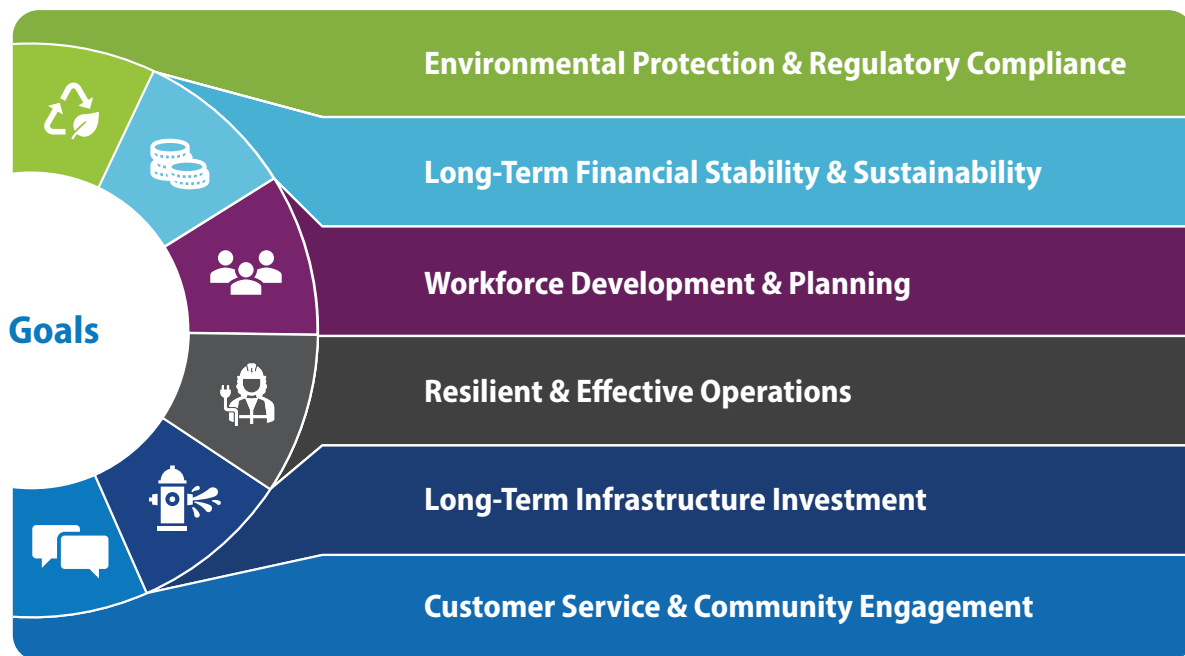 Environmental Protection & Regulatory Compliance
Long-Term Financial Stability & Sustainability
Workforce Development & Planning
Goals
Resilient & Effective Operations
Long-Term Infrastructure Investment
Customer Service & Community Engagement